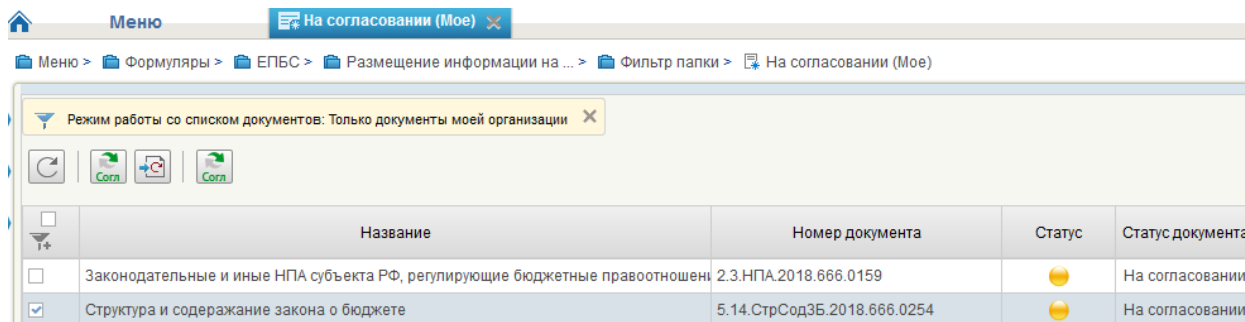 Меню
На согласовании (Мое)
Меню > Формуляры > ЕПБС > Размещение информации на ... > Фильтр папки > На согласовании (Мое)
Режим работы со списком документов: Только документы моей организации
Согл Согл
Название Номер документа Статус Статус документа
Законодательные и иные НПА субъекта РФ, регулирующие бюджетные правоотношени 2.3.НПА.2018.666.0159 На согласовании
Структура и содеражание закона о бюджете 5.14.СтрСодЗБ.2018.666.0254 На согласовании